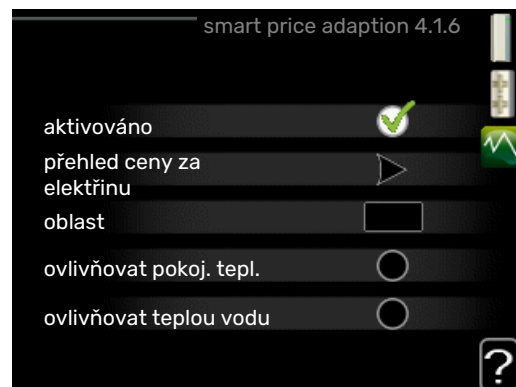 smart price adaption 4.1.6
aktivováno
přehled ceny za
elektřinu
oblast
ovlivňovat pokoj. tepl.
ovlivňovat teplou vodu
?